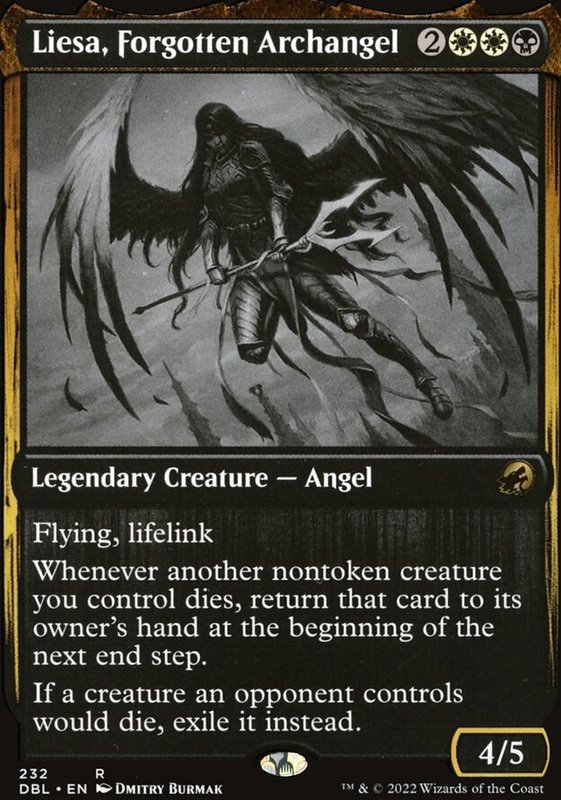 Liesa, Forgotten Archangel 2
Legendary Creature — Angel
Flying, lifelink
Whenever another nontoken creature
you control dies, return that card to its
owner's hand at the beginning of the
next end step.
If a creature an opponent controls
would die, exile it instead.
4/5
232 R
DBL • EN Dmitry Burmak
™ & © 2022 Wizards of the Coast